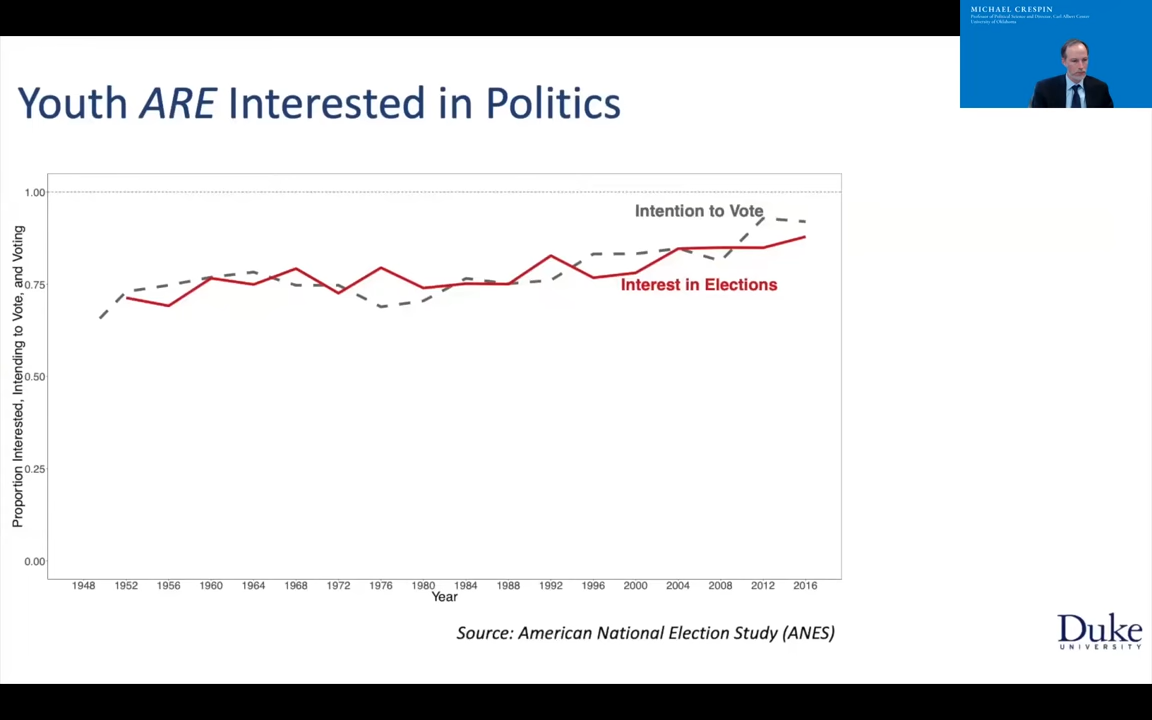 MICHAEL CRESPIN
Professor of Political Science and Director, Carl Albert Center
University of Oklahoma
Youth ARE Interested in Politics
Proportion Interested, Intending to Vote, and Voting
1.00
0.75
0.50
0.25
0.00
Intention to Vote
Interest in Elections
1948 1952 1956 1960 1964 1968 1972 1976 1980 1984 1988 1992 1996 2000 2004 2008 2012 2016
Year
Source: American National Election Study (ANES)
Duke
UNIVERSITY